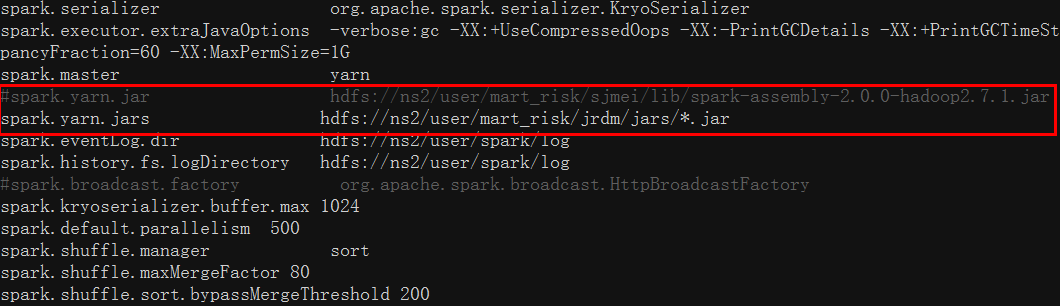 spark.serializer org.apache.spark.serializer.KryoSerializer
spark.executor.extraJavaOptions -verbose:gc -XX:+UseCompressedOops -XX:-PrintGCDetails -XX:+PrintGCTimeSt
pancyFraction=60 -XX:MaxPermSize=1G
spark.master yarn
#spark.yarn.jar hdfs://ns2/user/mart_risk/sjmei/lib/spark-assembly-2.0.0-hadoop2.7.1.jar
spark.yarn.jars hdfs://ns2/user/mart_risk/jrdm/jars/*.jar
spark.eventLog.dir hdfs://ns2/user/spark/log
spark.history.fs.logDirectory hdfs://ns2/user/spark/log
#spark.broadcast.factory org.apache.spark.broadcast.HttpBroadcastFactory
spark.kryoserializer.buffer.max 1024
spark.default.parallelism 500
spark.shuffle.manager sort
spark.shuffle.maxMergeFactor 80
spark.shuffle.sort.bypassMergeThreshold 200